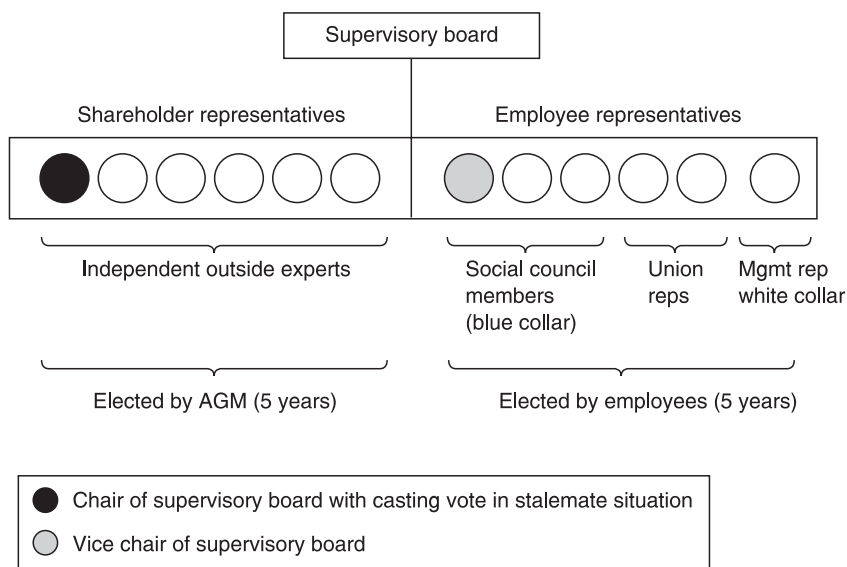 Supervisory board
Shareholder representatives
Employee representatives
Independent outside experts
Social council
members
(blue collar)
Union
reps
Mgmt rep
white collar
Elected by AGM (5 years)
Elected by employees (5 years)
Chair of supervisory board with casting vote in stalemate situation
Vice chair of supervisory board